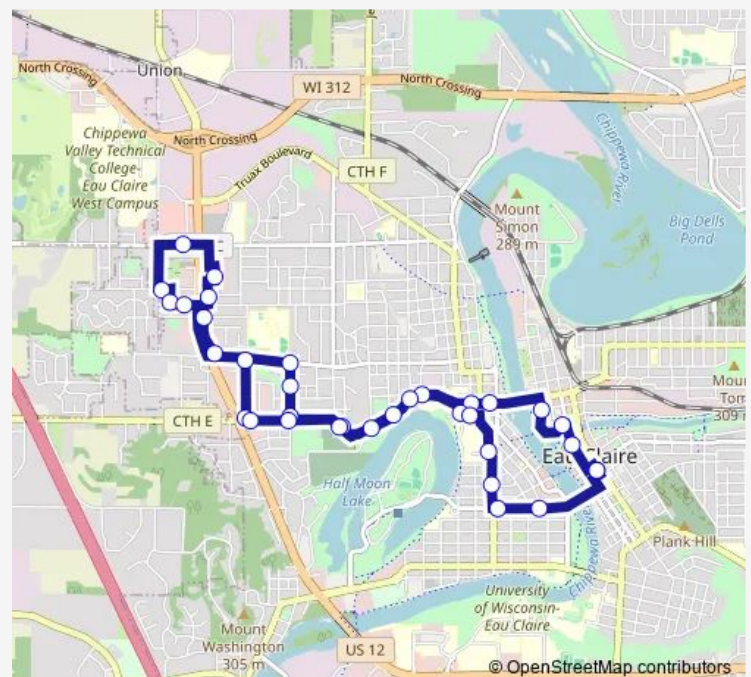 North Crossing
Union
WI 312
North Crossing
Chippewa
Valley Technical
College-
Eau Claire
West Campus
North Crossing
Truax Boulevard
CTH F
Chippewa River
Mount
Simon
289 m
Big Dells
Pond
CTH E
Half Moon
Lake
Eau Claire
Chippewa River
Plank Hill
University
of Wisconsin-
Eau Claire
Mount
Washington
305 m
US 12
© OpenStreetMap contributors